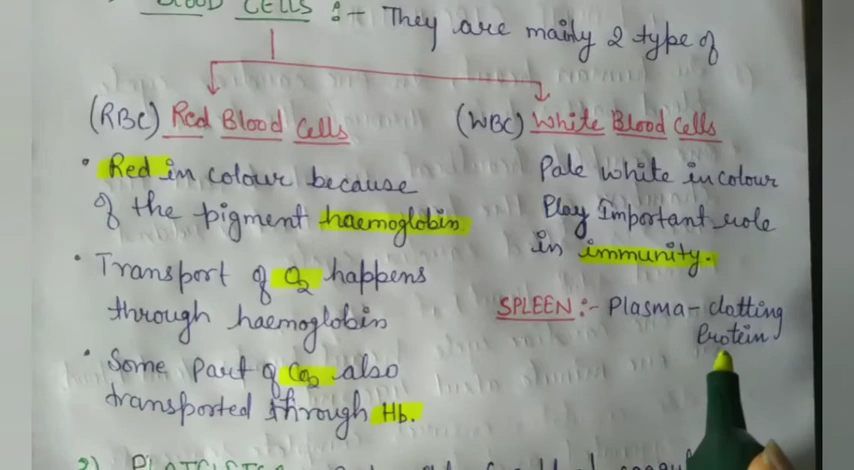 BLOOD CELLS :- They are mainly 2 type of
(RBC) Red Blood Cells
• Red in colour because
of the pigment haemoglobin
• Transport of O2 happens
through haemoglobin
• Some part of CO2 also
transported through Hb.
(WBC) White Blood Cells
Pale white in colour
Play Important role
in immunity.
SPLEEN :- Plasma - clotting
Protein
2)